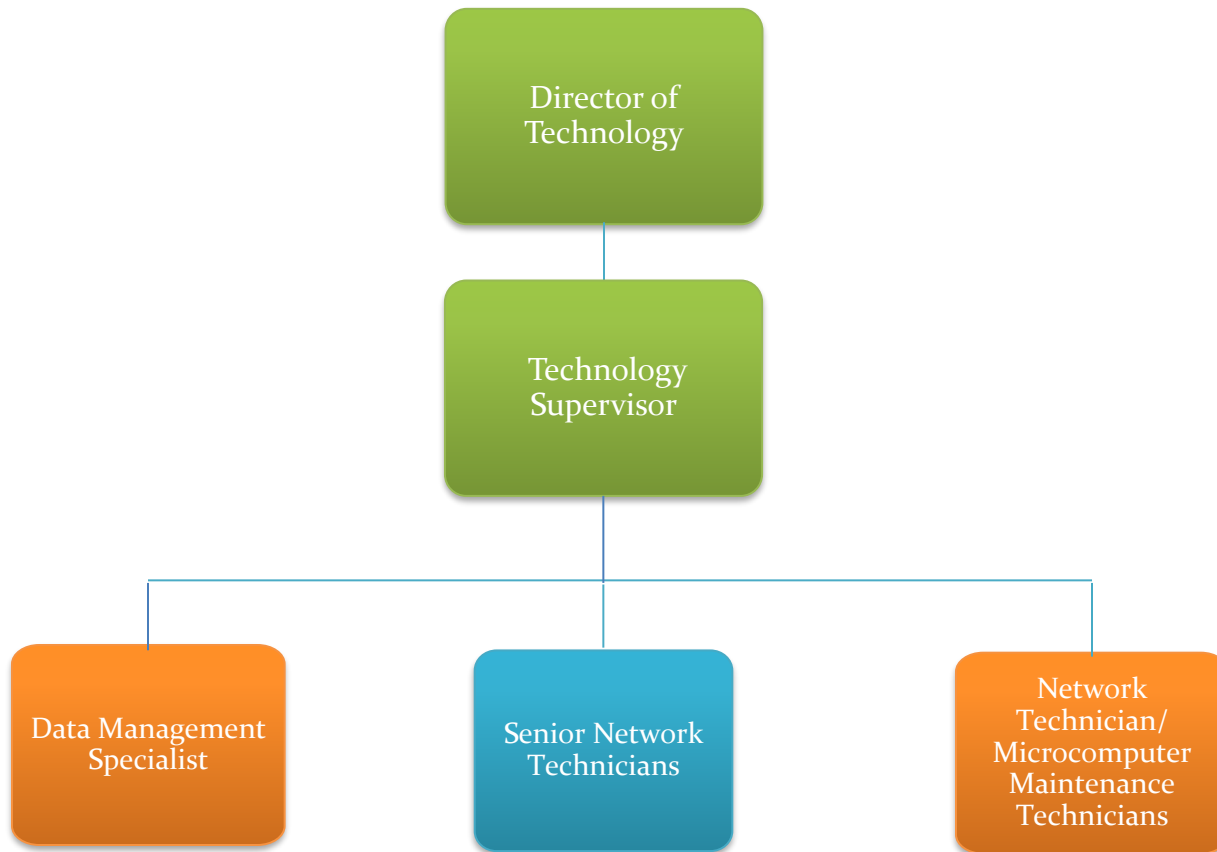 Director of
Technology
Technology
Supervisor
Data Management
Specialist
Senior Network
Technicians
Network
Technician/
Microcomputer
Maintenance
Technicians